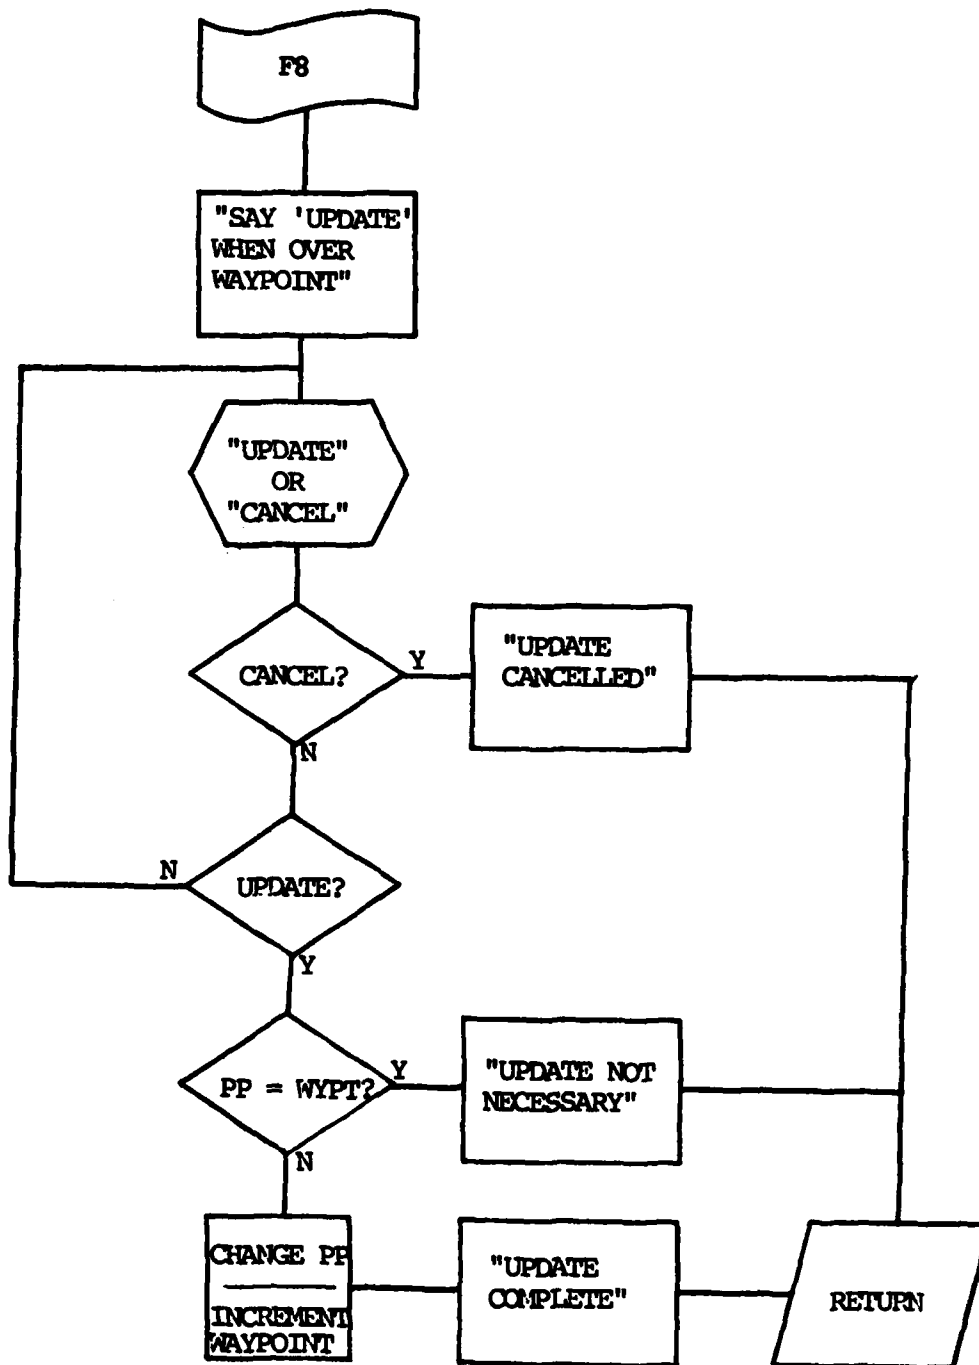 F8
"SAY 'UPDATE'
WHEN OVER
WAYPOINT"
"UPDATE"
OR
"CANCEL"
CANCEL?
Y
"UPDATE
CANCELLED"
N
N
UPDATE?
Y
PP = WYPT?
Y
"UPDATE NOT
NECESSARY"
N
CHANGE PP
INCREMENT
WAYPOINT
"UPDATE
COMPLETE"
RETURN